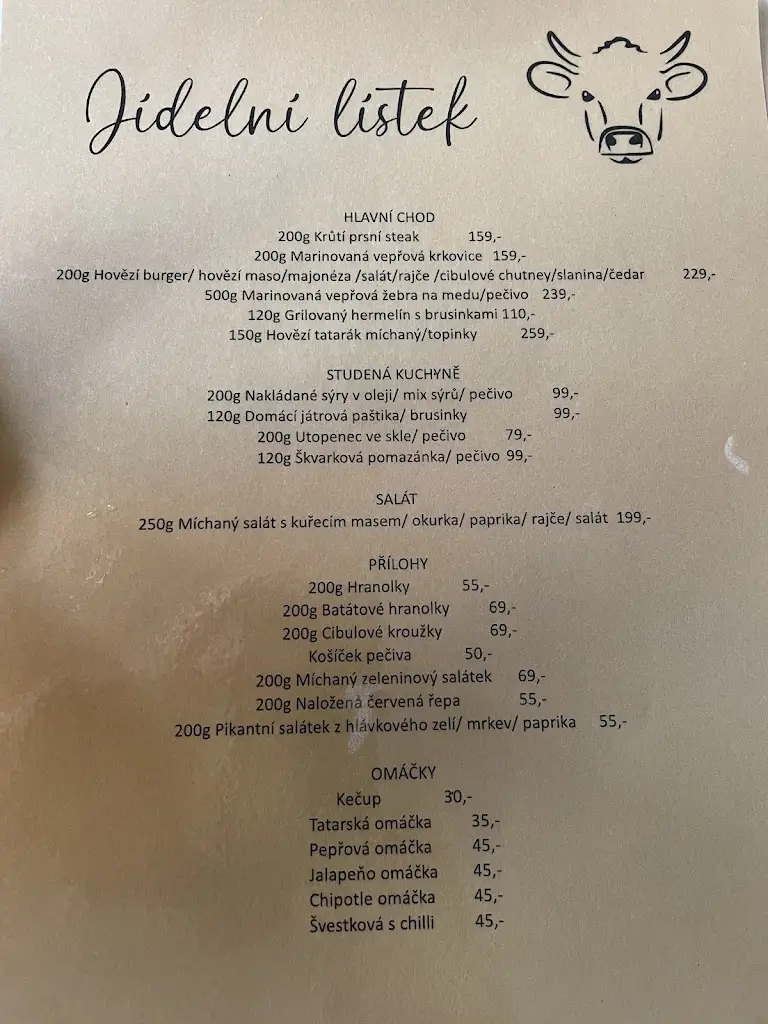 Jídelní lístek
HLAVNÍ CHOD
200g Krůtí prsní steak 159,-
200g Marinovaná vepřová krkovice 159,-
200g Hovězí burger/ hovězí maso/majonéza /salát/rajče /cibulové chutney/slanina/čedar 229,-
500g Marinovaná vepřová žebra na medu/pečivo 239,-
120g Grilovaný hermelín s brusinkami 110,-
150g Hovězí tatarák míchaný/topinky 259,-
STUDENÁ KUCHYNĚ
200g Nakládané sýry v oleji/ mix sýrů/ pečivo 99,-
120g Domácí játrová paštika/ brusinky 99,-
200g Utopenec ve skle/ pečivo 79,-
120g Škvarková pomazánka/ pečivo 99,-
SALÁT
250g Míchaný salát s kuřecím masem/ okurka/ paprika/ rajče/ salát 199,-
PŘÍLOHY
200g Hranolky 55,-
200g Batátové hranolky 69,-
200g Cibulové kroužky 69,-
Košíček pečiva 50,-
200g Míchaný zeleninový salátek 69,-
200g Naložená červená řepa 55,-
200g Pikantní salátek z hlávkového zelí/ mrkev/ paprika 55,-
OMÁČKY
Kečup 30,-
Tatarská omáčka 35,-
Pepřová omáčka 45,-
Jalapeňo omáčka 45,-
Chipotle omáčka 45,-
Švestková s chilli 45,-